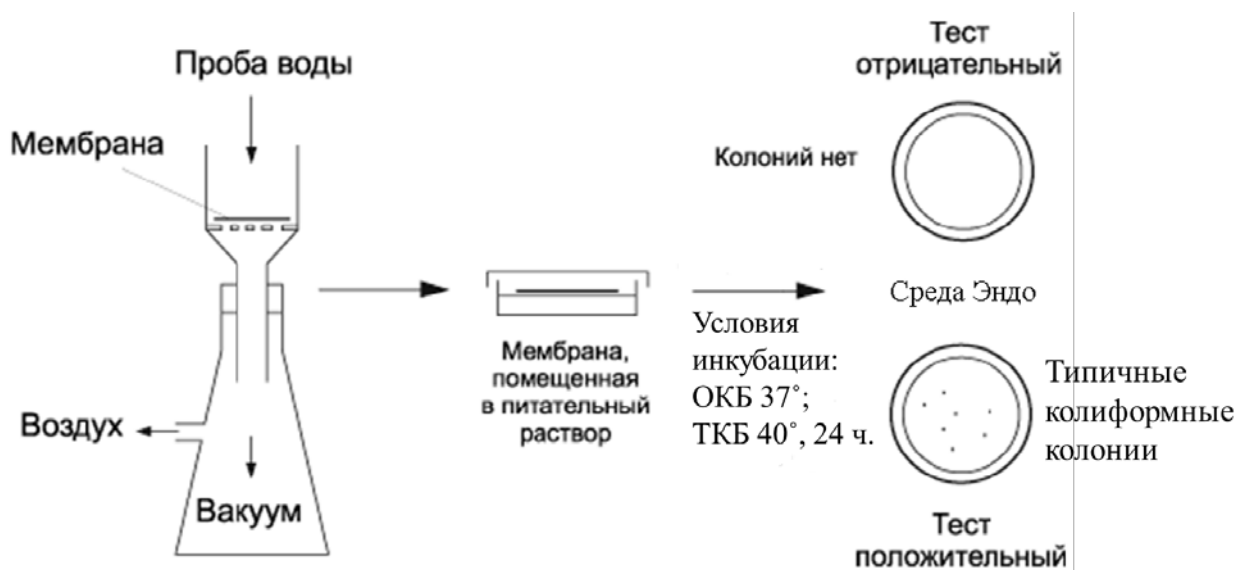 Проба воды
Мембрана
Воздух
Вакуум
Мембрана,
помещенная
в питательный
раствор
Условия
инкубации:
ОКБ 37˚;
ТКБ 40˚, 24 ч.
Тест
отрицательный
Колоний нет
Среда Эндо
Типичные
колиформные
колонии
Тест
положительный